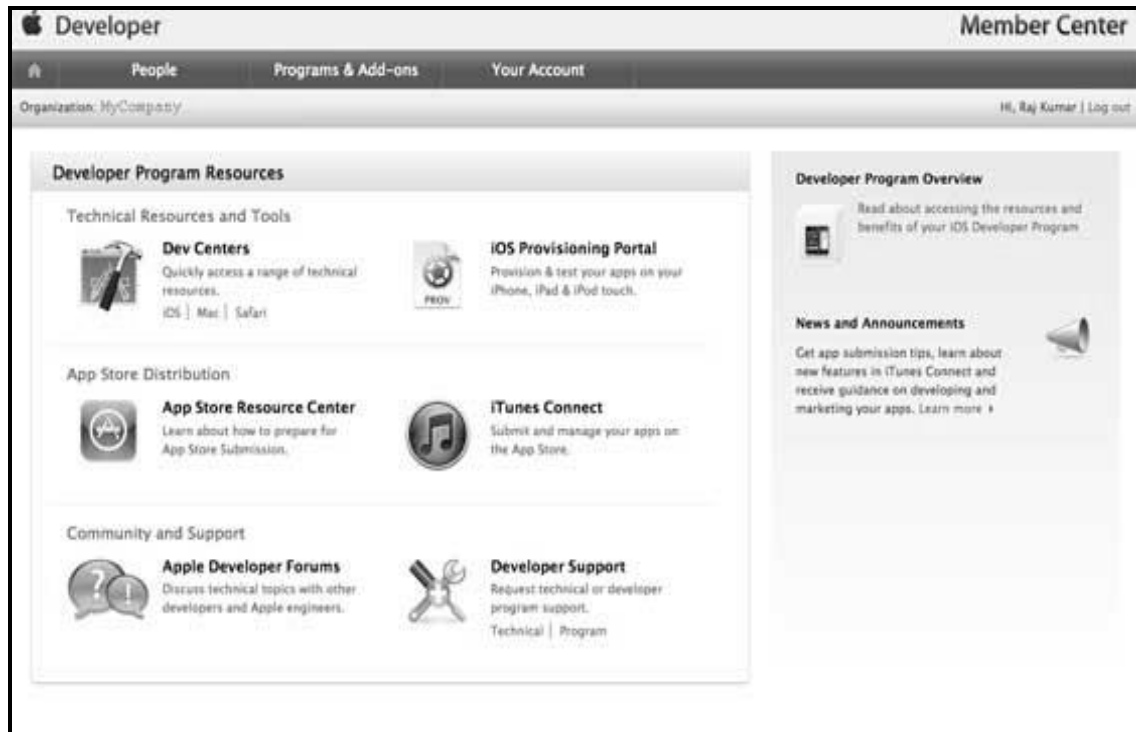 Developer
Member Center
People
Programs & Add-ons
Your Account
Organization: MyCompany
Hi, Raj Kumar | Log out
Developer Program Resources
Technical Resources and Tools
Dev Centers
Quickly access a range of technical
resources.
iOS | Mac | Safari
iOS Provisioning Portal
Provision & test your apps on your
iPhone, iPad & iPod touch.
PROV
App Store Distribution
App Store Resource Center
Learn about how to prepare for
App Store Submission.
iTunes Connect
Submit and manage your apps on
the App Store.
Community and Support
Apple Developer Forums
Discuss technical topics with other
developers and Apple engineers.
Developer Support
Request technical or developer
program support.
Technical | Program
Developer Program Overview
Read about accessing the resources and
benefits of your iOS Developer Program
News and Announcements
Get app submission tips, learn about
new features in iTunes Connect and
receive guidance on developing and
marketing your apps. Learn more